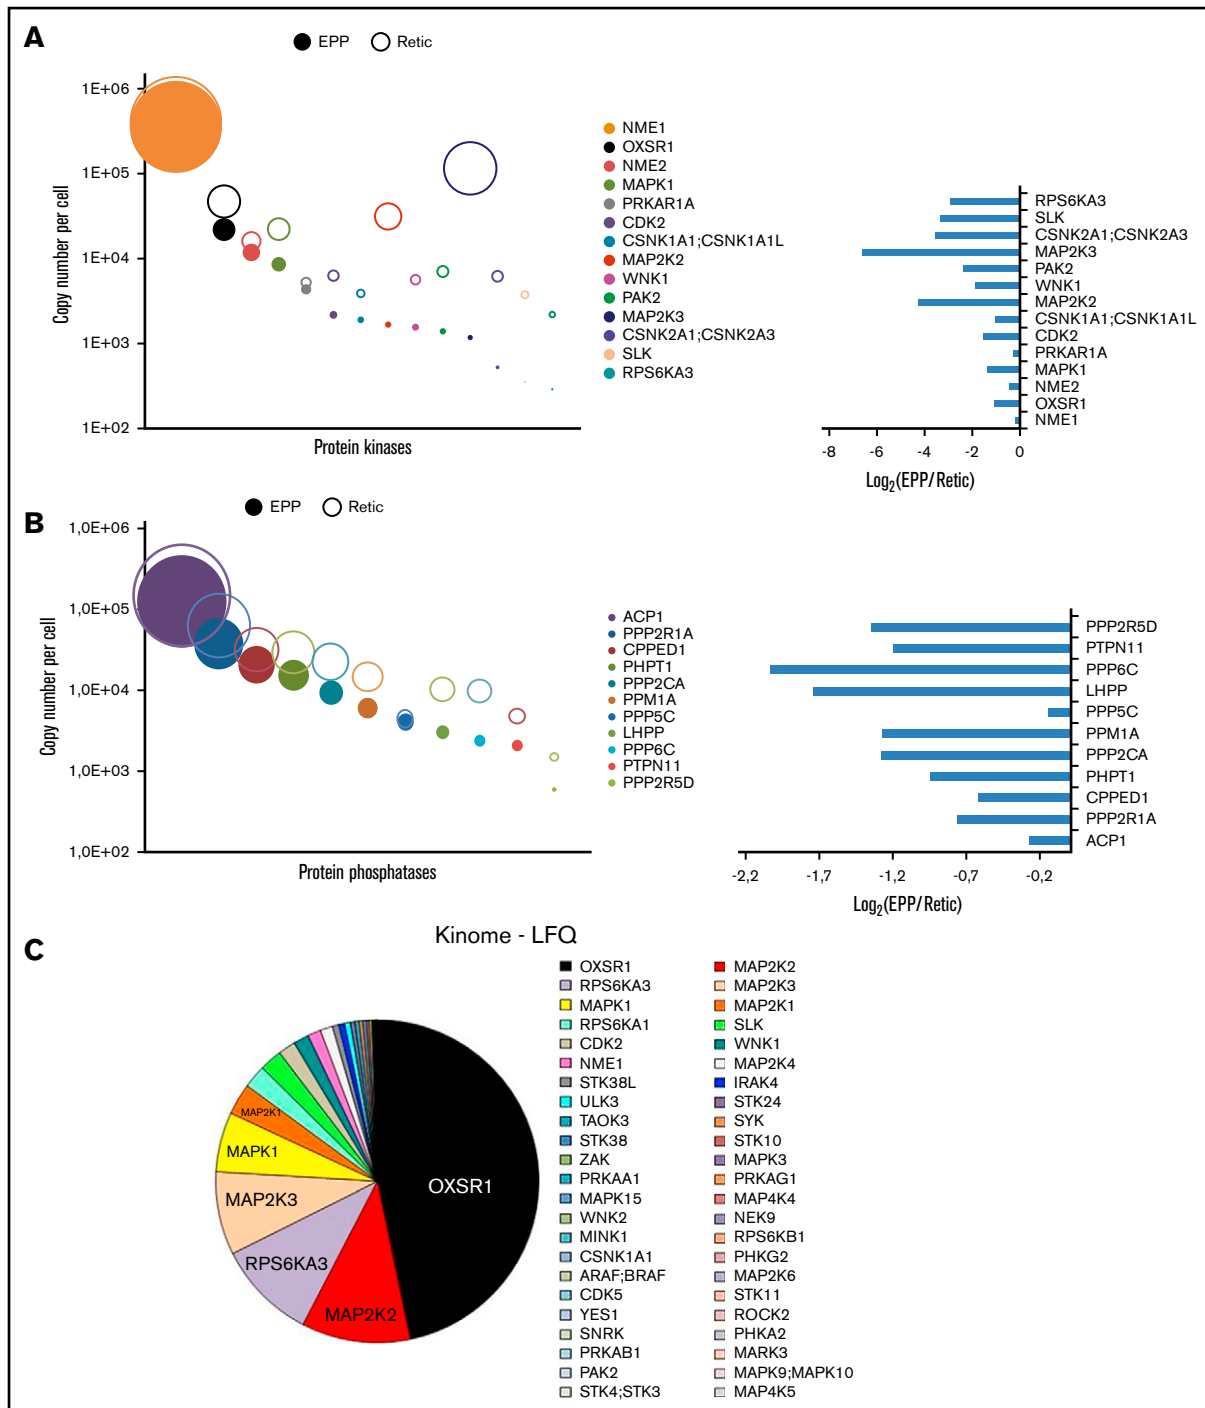 A
EPP
Retic
1E+06
1E+05
1E+04
1E+03
1E+02
Copy number per cell
Protein kinases
NME1
OXSR1
NME2
MAPK1
PRKAR1A
CDK2
CSNK1A1;CSNK1A1L
MAP2K2
WNK1
PAK2
MAP2K3
CSNK2A1;CSNK2A3
SLK
RPS6KA3
RPS6KA3
SLK
CSNK2A1;CSNK2A3
MAP2K3
PAK2
WNK1
MAP2K2
CSNK1A1;CSNK1A1L
CDK2
PRKAR1A
MAPK1
NME2
OXSR1
NME1
-8 -6 -4 -2 0
Log2(EPP/Retic)
B
EPP
Retic
1,0E+06
1,0E+05
1,0E+04
1,0E+03
1,0E+02
Copy number per cell
Protein phosphatases
ACP1
PPP2R1A
CPPED1
PHPT1
PPP2CA
PPM1A
PPP5C
LHPP
PPP6C
PTPN11
PPP2R5D
PPP2R5D
PTPN11
PPP6C
LHPP
PPP5C
PPM1A
PPP2CA
PHPT1
CPPED1
PPP2R1A
ACP1
-2,2 -1,7 -1,2 -0,7 -0,2
Log2(EPP/Retic)
C
Kinome - LFQ
OXSR1
MAP2K2
RPS6KA3
MAP2K3
MAPK1
MAP2K1
OXSR1 MAP2K2
RPS6KA3 MAP2K3
MAPK1 MAP2K1
RPS6KA1 SLK
CDK2 WNK1
NME1 MAP2K4
STK38L IRAK4
ULK3 STK24
TAOK3 SYK
STK38 STK10
ZAK MAPK3
PRKAA1 PRKAG1
MAPK15 MAP4K4
WNK2 NEK9
MINK1 RPS6KB1
CSNK1A1 PHKG2
ARAF;BRAF MAP2K6
CDK5 STK11
YES1 ROCK2
SNRK PHKA2
PRKAB1 MARK3
PAK2 MAPK9;MAPK10
STK4;STK3 MAP4K5